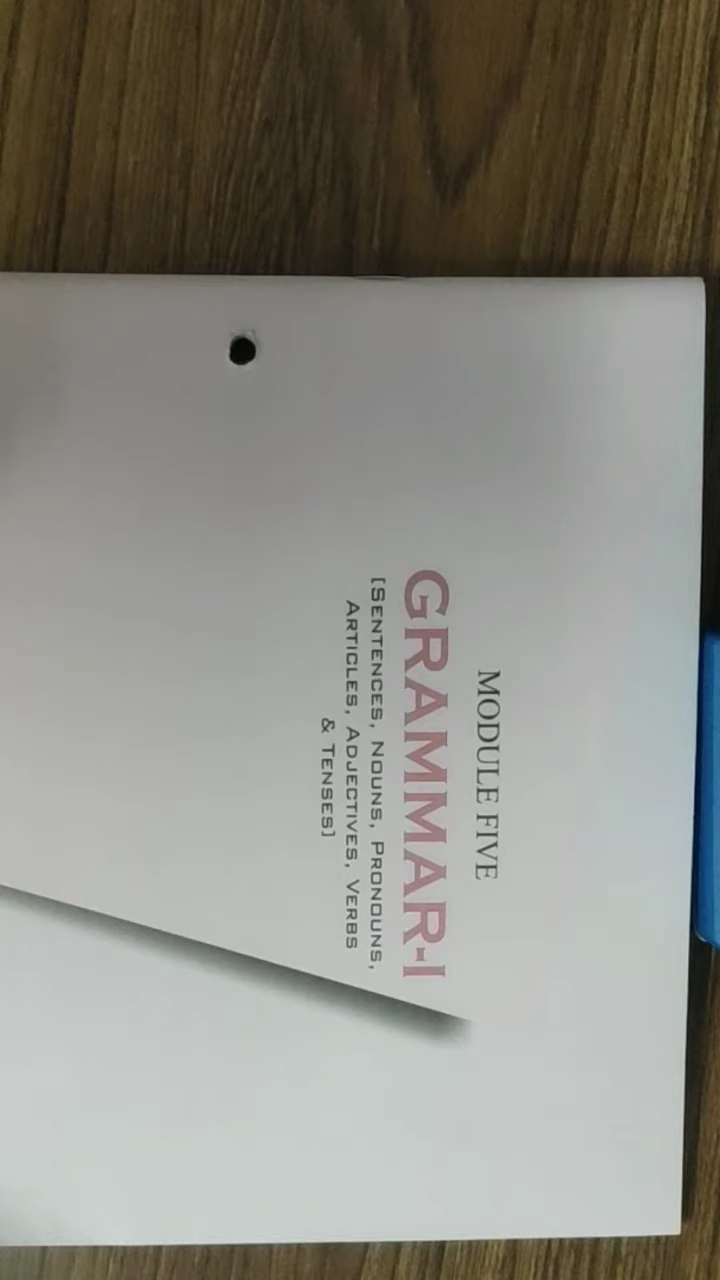 MODULE FIVE
GRAMMAR-I
[SENTENCES, NOUNS, PRONOUNS,
ARTICLES, ADJECTIVES, VERBS
& TENSES]